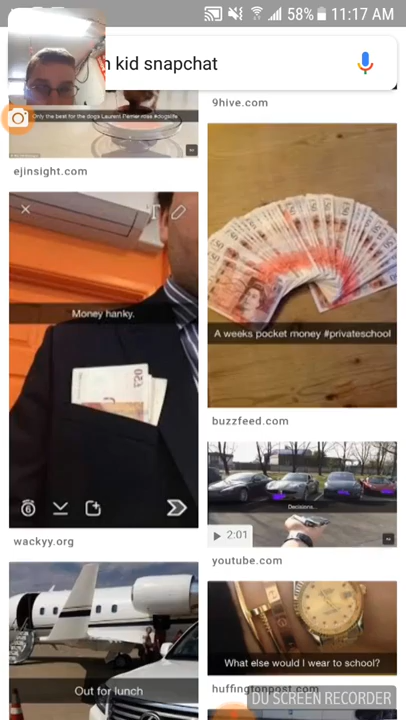 58% 11:17 AM
kid snapchat
Only the best for the dogs Laurent Perrier rose #dogslife
ejinsight.com
9hive.com
Money hanky.
£50
A weeks pocket money #privateschool
wackyy.org
buzzfeed.com
Decisions...
2:01
youtube.com
Out for lunch
What else would I wear to school?
huffingtonpost.com
DU SCREEN RECORDER